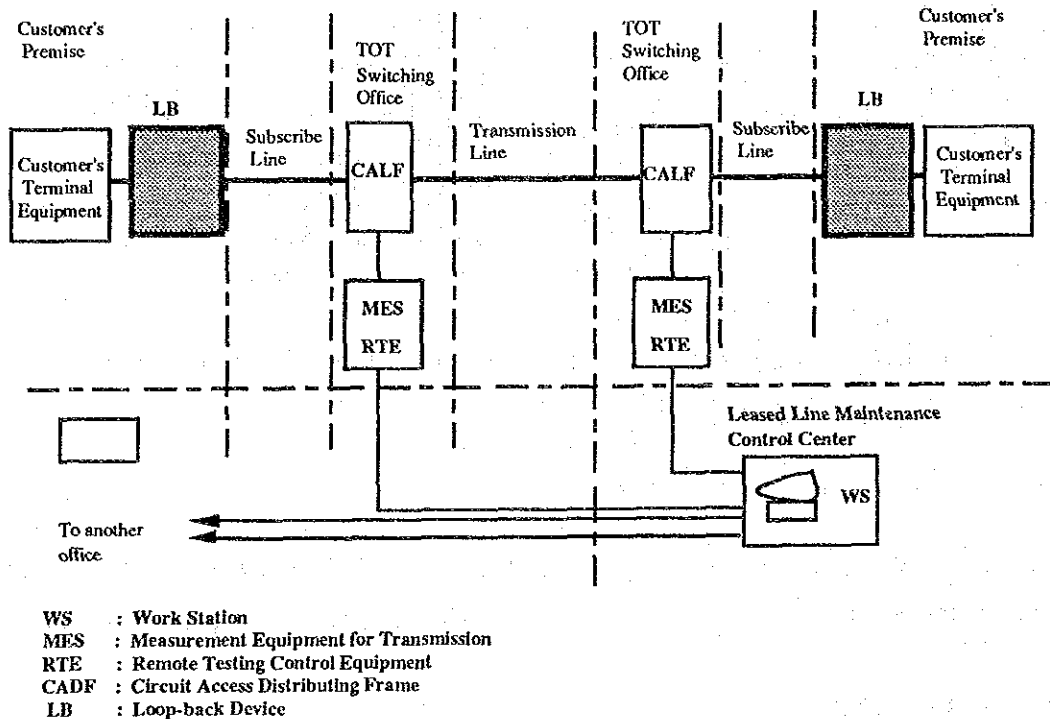 Customer's
Premise
TOT
Switching
Office
TOT
Switching
Office
Customer's
Premise
LB
Subscribe
Line
Transmission
Line
Subscribe
Line
LB
Customer's
Terminal
Equipment
CALF
CALF
Customer's
Terminal
Equipment
MES
RTE
MES
RTE
Leased Line Maintenance
Control Center
WS
To another
office
WS : Work Station
MES : Measurement Equipment for Transmission
RTE : Remote Testing Control Equipment
CADF : Circuit Access Distributing Frame
LB : Loop-back Device